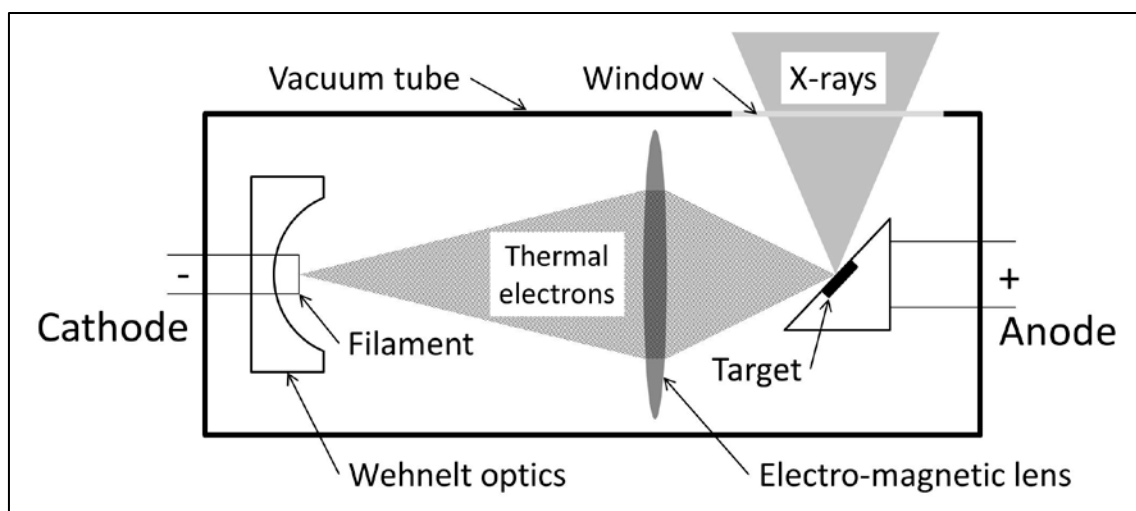 Vacuum tube
Window
X-rays
Thermal
electrons
-
+
Cathode
Anode
Filament
Target
Wehnelt optics
Electro-magnetic lens